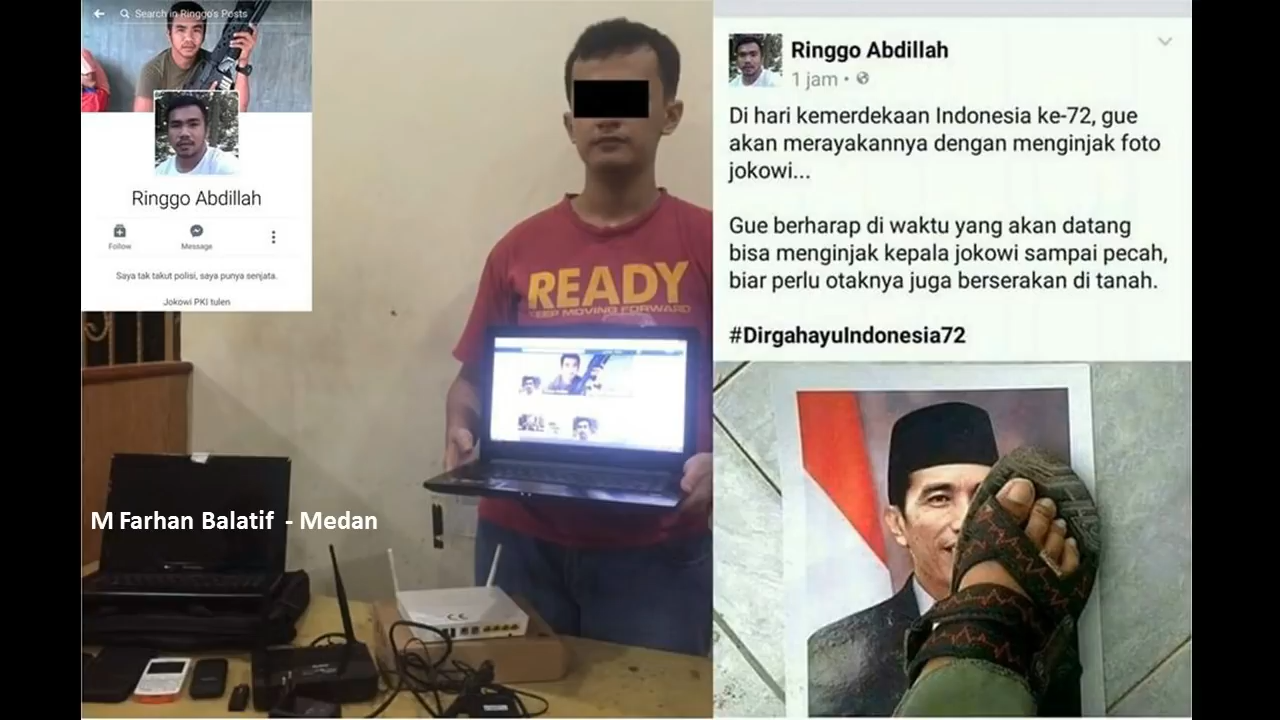 Search in Ringgo's Posts
Ringgo Abdillah
Follow
Message
Saya tak takut polisi, saya punya senjata.
Jokowi PKI tulen
READY
KEEP MOVING FORWARD
M Farhan Balatif - Medan
Ringgo Abdillah
1 jam
Di hari kemerdekaan Indonesia ke-72, gue
akan merayakannya dengan menginjak foto
jokowi...
Gue berharap di waktu yang akan datang
bisa menginjak kepala jokowi sampai pecah,
biar perlu otaknya juga berserakan di tanah.
#DirgahayuIndonesia72